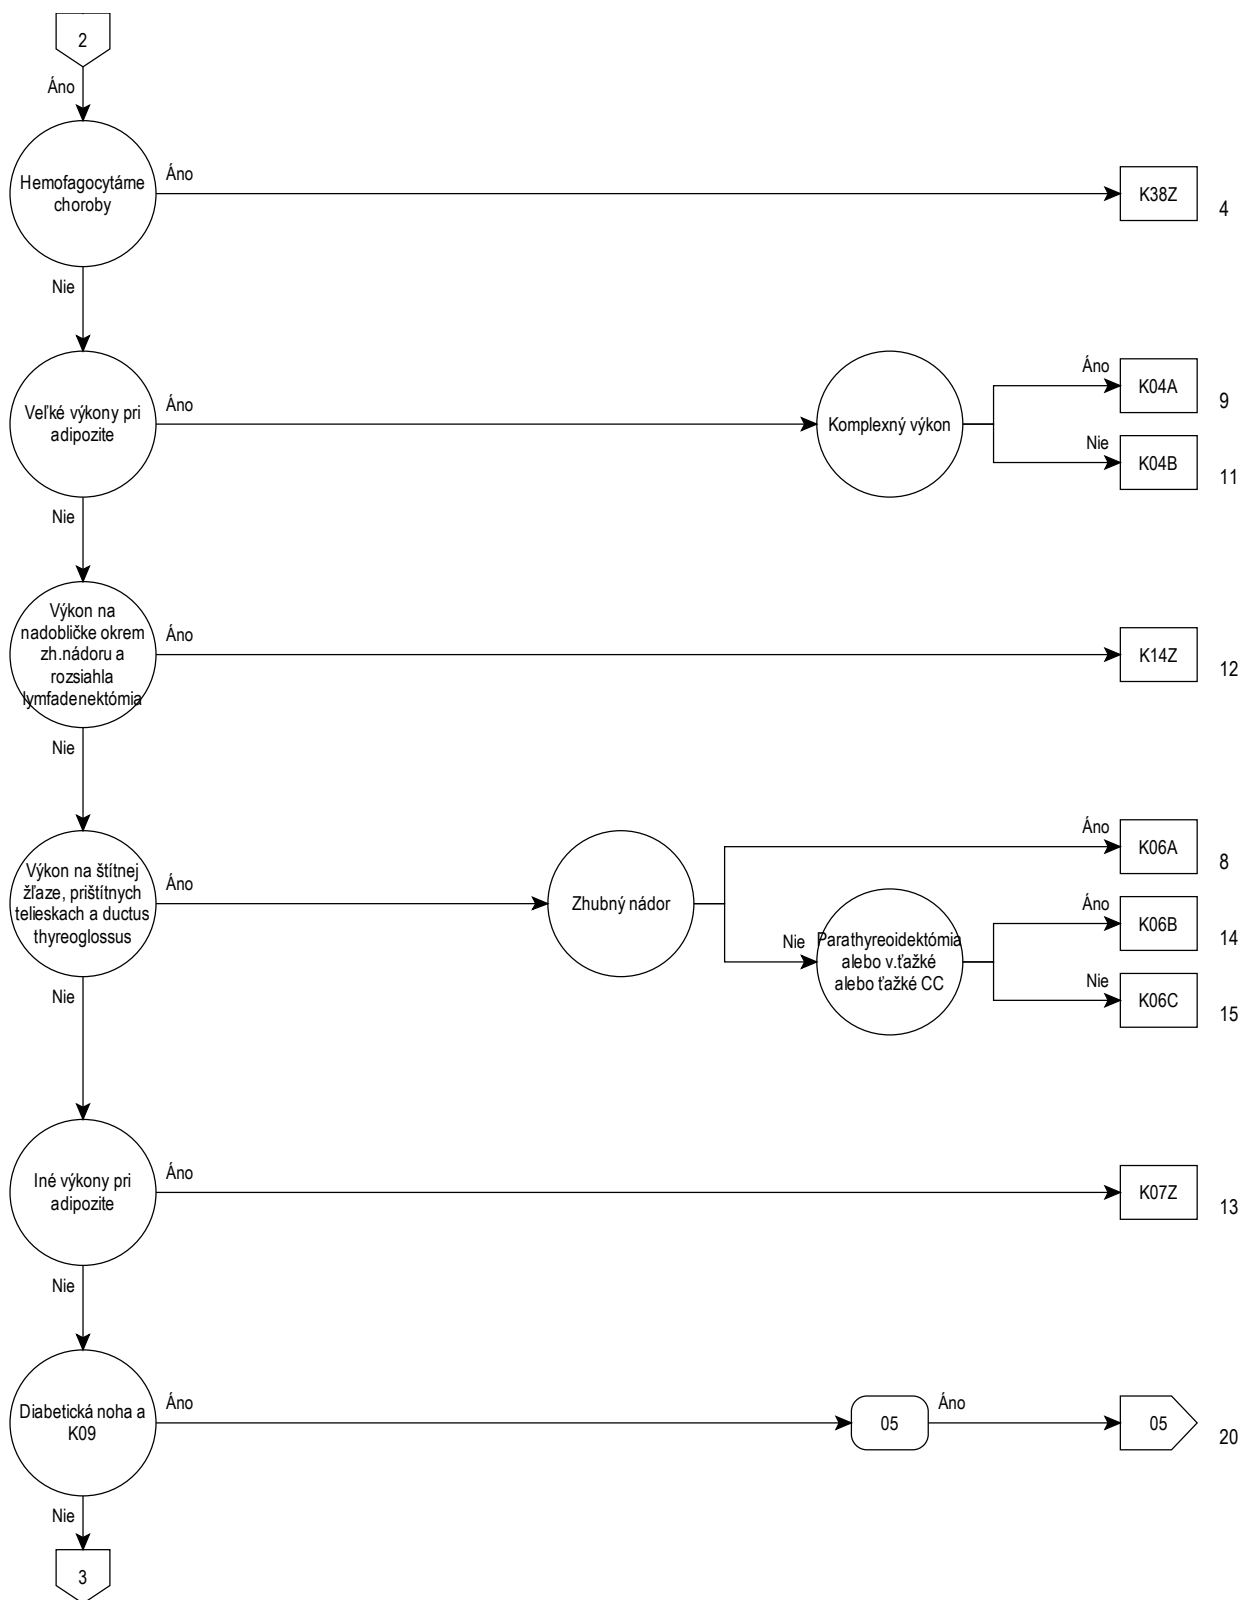 2
Áno
Hemofagocytárne
choroby
Áno
K38Z
4
Nie
Veľké výkony pri
adipozite
Áno
Komplexný výkon
Áno
K04A
9
Nie
K04B
11
Nie
Výkon na
nadobličke okrem
zh.nádoru a
rozsiahla
lymfadenektómia
Áno
K14Z
12
Nie
Výkon na štítnej
žľaze, prištítnych
telieskach a ductus
thyreoglossus
Áno
Zhubný nádor
Áno
K06A
8
Nie
Parathyreoidektómia
alebo v.ťažké
alebo ťažké CC
Áno
K06B
14
Nie
K06C
15
Nie
Iné výkony pri
adipozite
Áno
K07Z
13
Nie
Diabetická noha a
K09
Áno
05
Áno
05
20
Nie
3